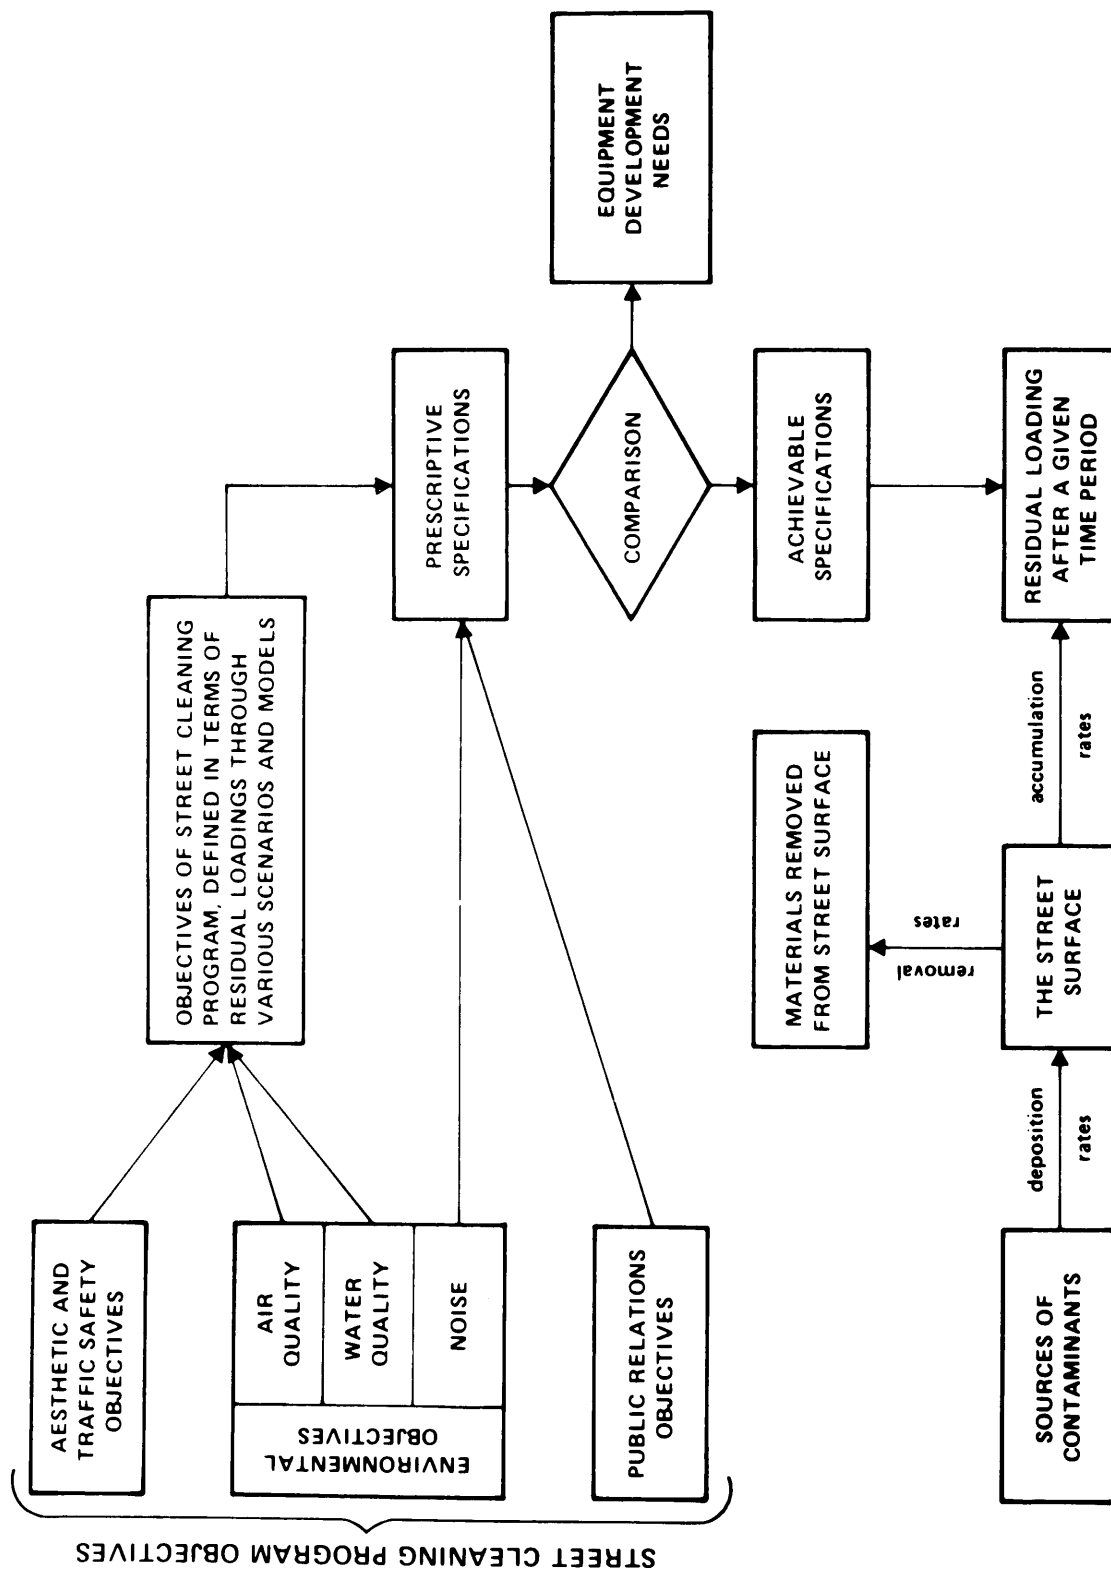 STREET CLEANING PROGRAM OBJECTIVES
AESTHETIC AND
TRAFFIC SAFETY
OBJECTIVES
ENVIRONMENTAL
OBJECTIVES
AIR
QUALITY
WATER
QUALITY
NOISE
PUBLIC RELATIONS
OBJECTIVES
OBJECTIVES OF STREET CLEANING
PROGRAM, DEFINED IN TERMS OF
RESIDUAL LOADINGS THROUGH
VARIOUS SCENARIOS AND MODELS
PRESCRIPTIVE
SPECIFICATIONS
COMPARISON
EQUIPMENT
DEVELOPMENT
NEEDS
ACHIEVABLE
SPECIFICATIONS
MATERIALS REMOVED
FROM STREET SURFACE
removal
rates
SOURCES OF
CONTAMINANTS
deposition
rates
THE STREET
SURFACE
accumulation
rates
RESIDUAL LOADING
AFTER A GIVEN
TIME PERIOD